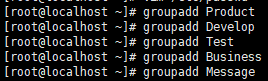 [root@localhost ~]# groupadd Product
[root@localhost ~]# groupadd Develop
[root@localhost ~]# groupadd Test
[root@localhost ~]# groupadd Business
[root@localhost ~]# groupadd Message